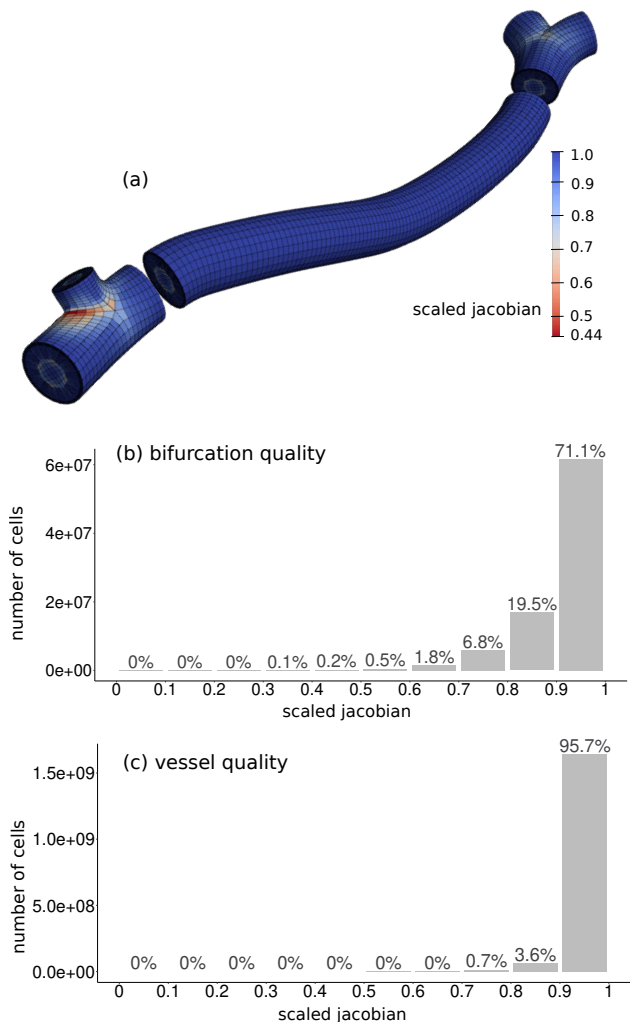 (a)
1.0
0.9
0.8
0.7
0.6
scaled jacobian
0.5
0.44
(b) bifurcation quality
number of cells
6e+07
4e+07
2e+07
0e+00
0% 0% 0% 0.1% 0.2% 0.5% 1.8% 6.8% 19.5% 71.1%
0 0.1 0.2 0.3 0.4 0.5 0.6 0.7 0.8 0.9 1
scaled jacobian
(c) vessel quality
number of cells
1.5e+09
1.0e+09
5.0e+08
0.0e+00
0% 0% 0% 0% 0% 0% 0% 0.7% 3.6% 95.7%
0 0.1 0.2 0.3 0.4 0.5 0.6 0.7 0.8 0.9 1
scaled jacobian